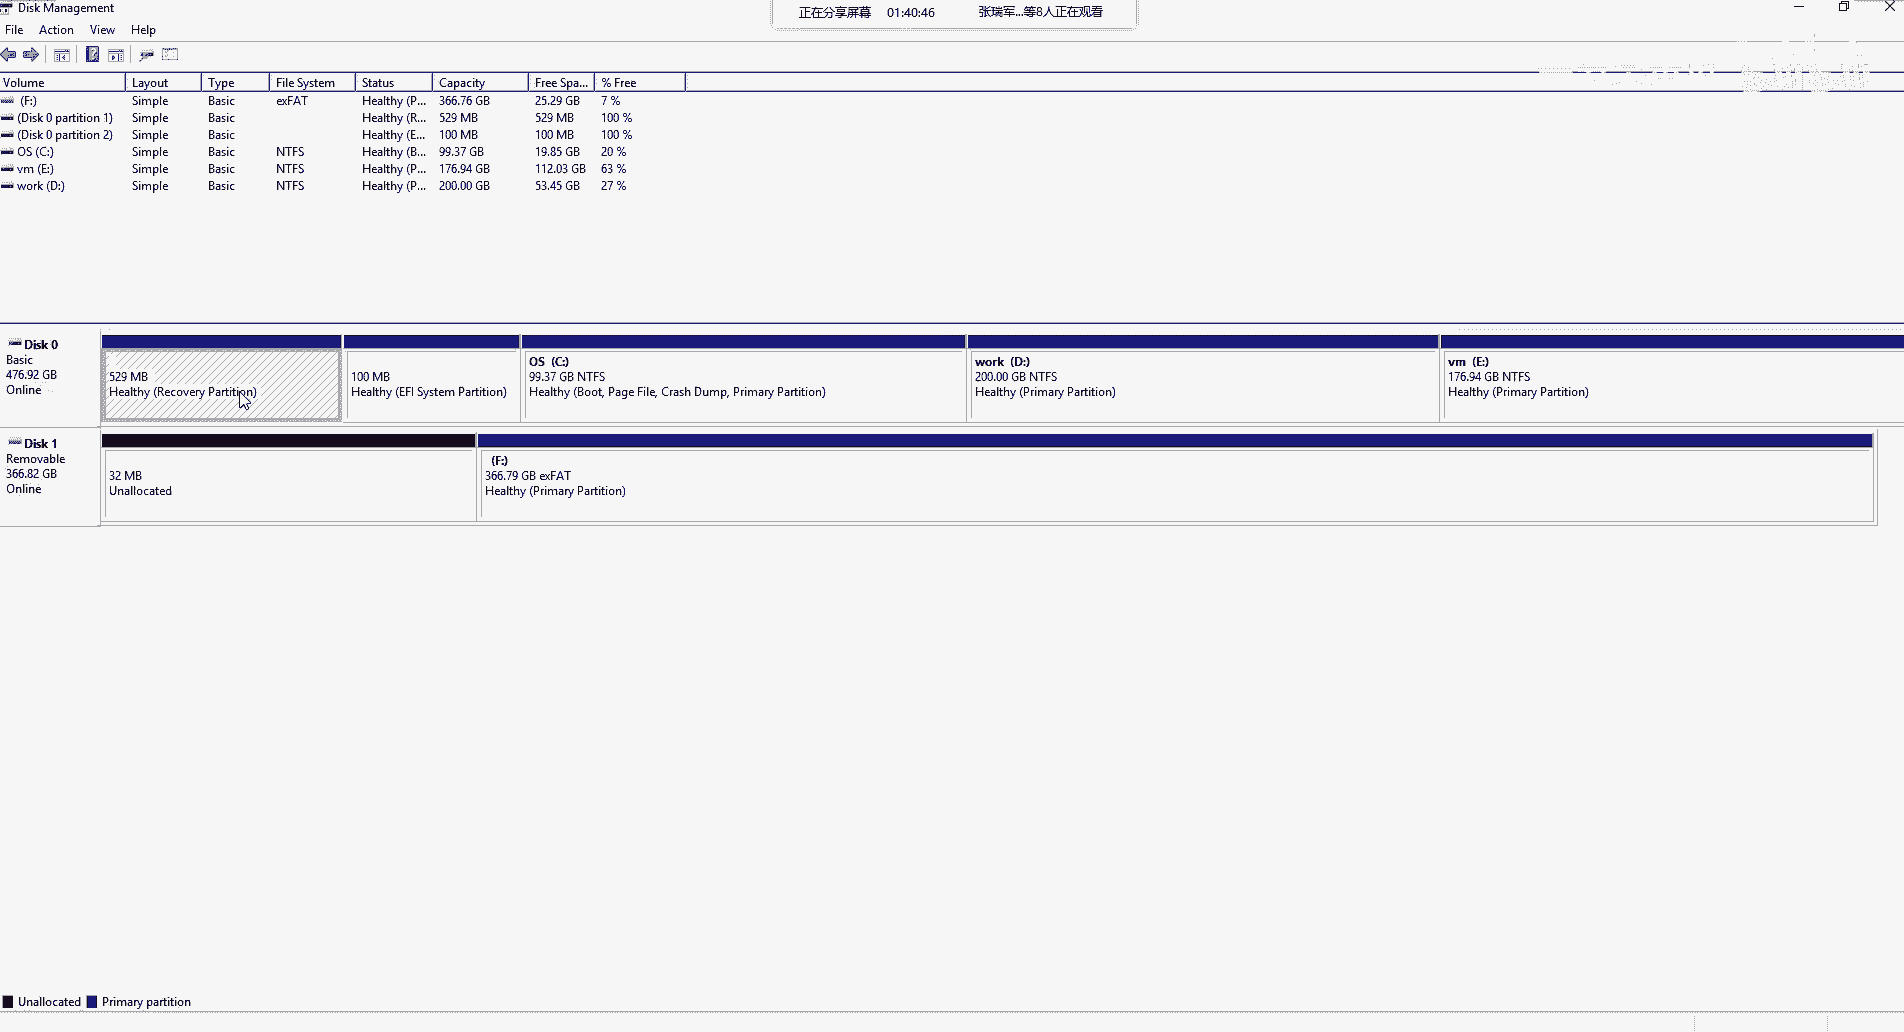 Disk Management
正在分享屏幕 01:40:46 张瑞军...等8人正在观看
File Action View Help
Volume Layout Type File System Status Capacity Free Spa... % Free
(F:) Simple Basic exFAT Healthy (P... 366.76 GB 25.29 GB 7 %
(Disk 0 partition 1) Simple Basic Healthy (R... 529 MB 529 MB 100 %
(Disk 0 partition 2) Simple Basic Healthy (E... 100 MB 100 MB 100 %
OS (C:) Simple Basic NTFS Healthy (B... 99.37 GB 19.85 GB 20 %
vm (E:) Simple Basic NTFS Healthy (P... 176.94 GB 112.03 GB 63 %
work (D:) Simple Basic NTFS Healthy (P... 200.00 GB 53.45 GB 27 %
Disk 0
Basic
476.92 GB
Online
529 MB
Healthy (Recovery Partition)
100 MB
Healthy (EFI System Partition)
OS (C:)
99.37 GB NTFS
Healthy (Boot, Page File, Crash Dump, Primary Partition)
work (D:)
200.00 GB NTFS
Healthy (Primary Partition)
vm (E:)
176.94 GB NTFS
Healthy (Primary Partition)
Disk 1
Removable
366.82 GB
Online
32 MB
Unallocated
(F:)
366.79 GB exFAT
Healthy (Primary Partition)
Unallocated Primary partition